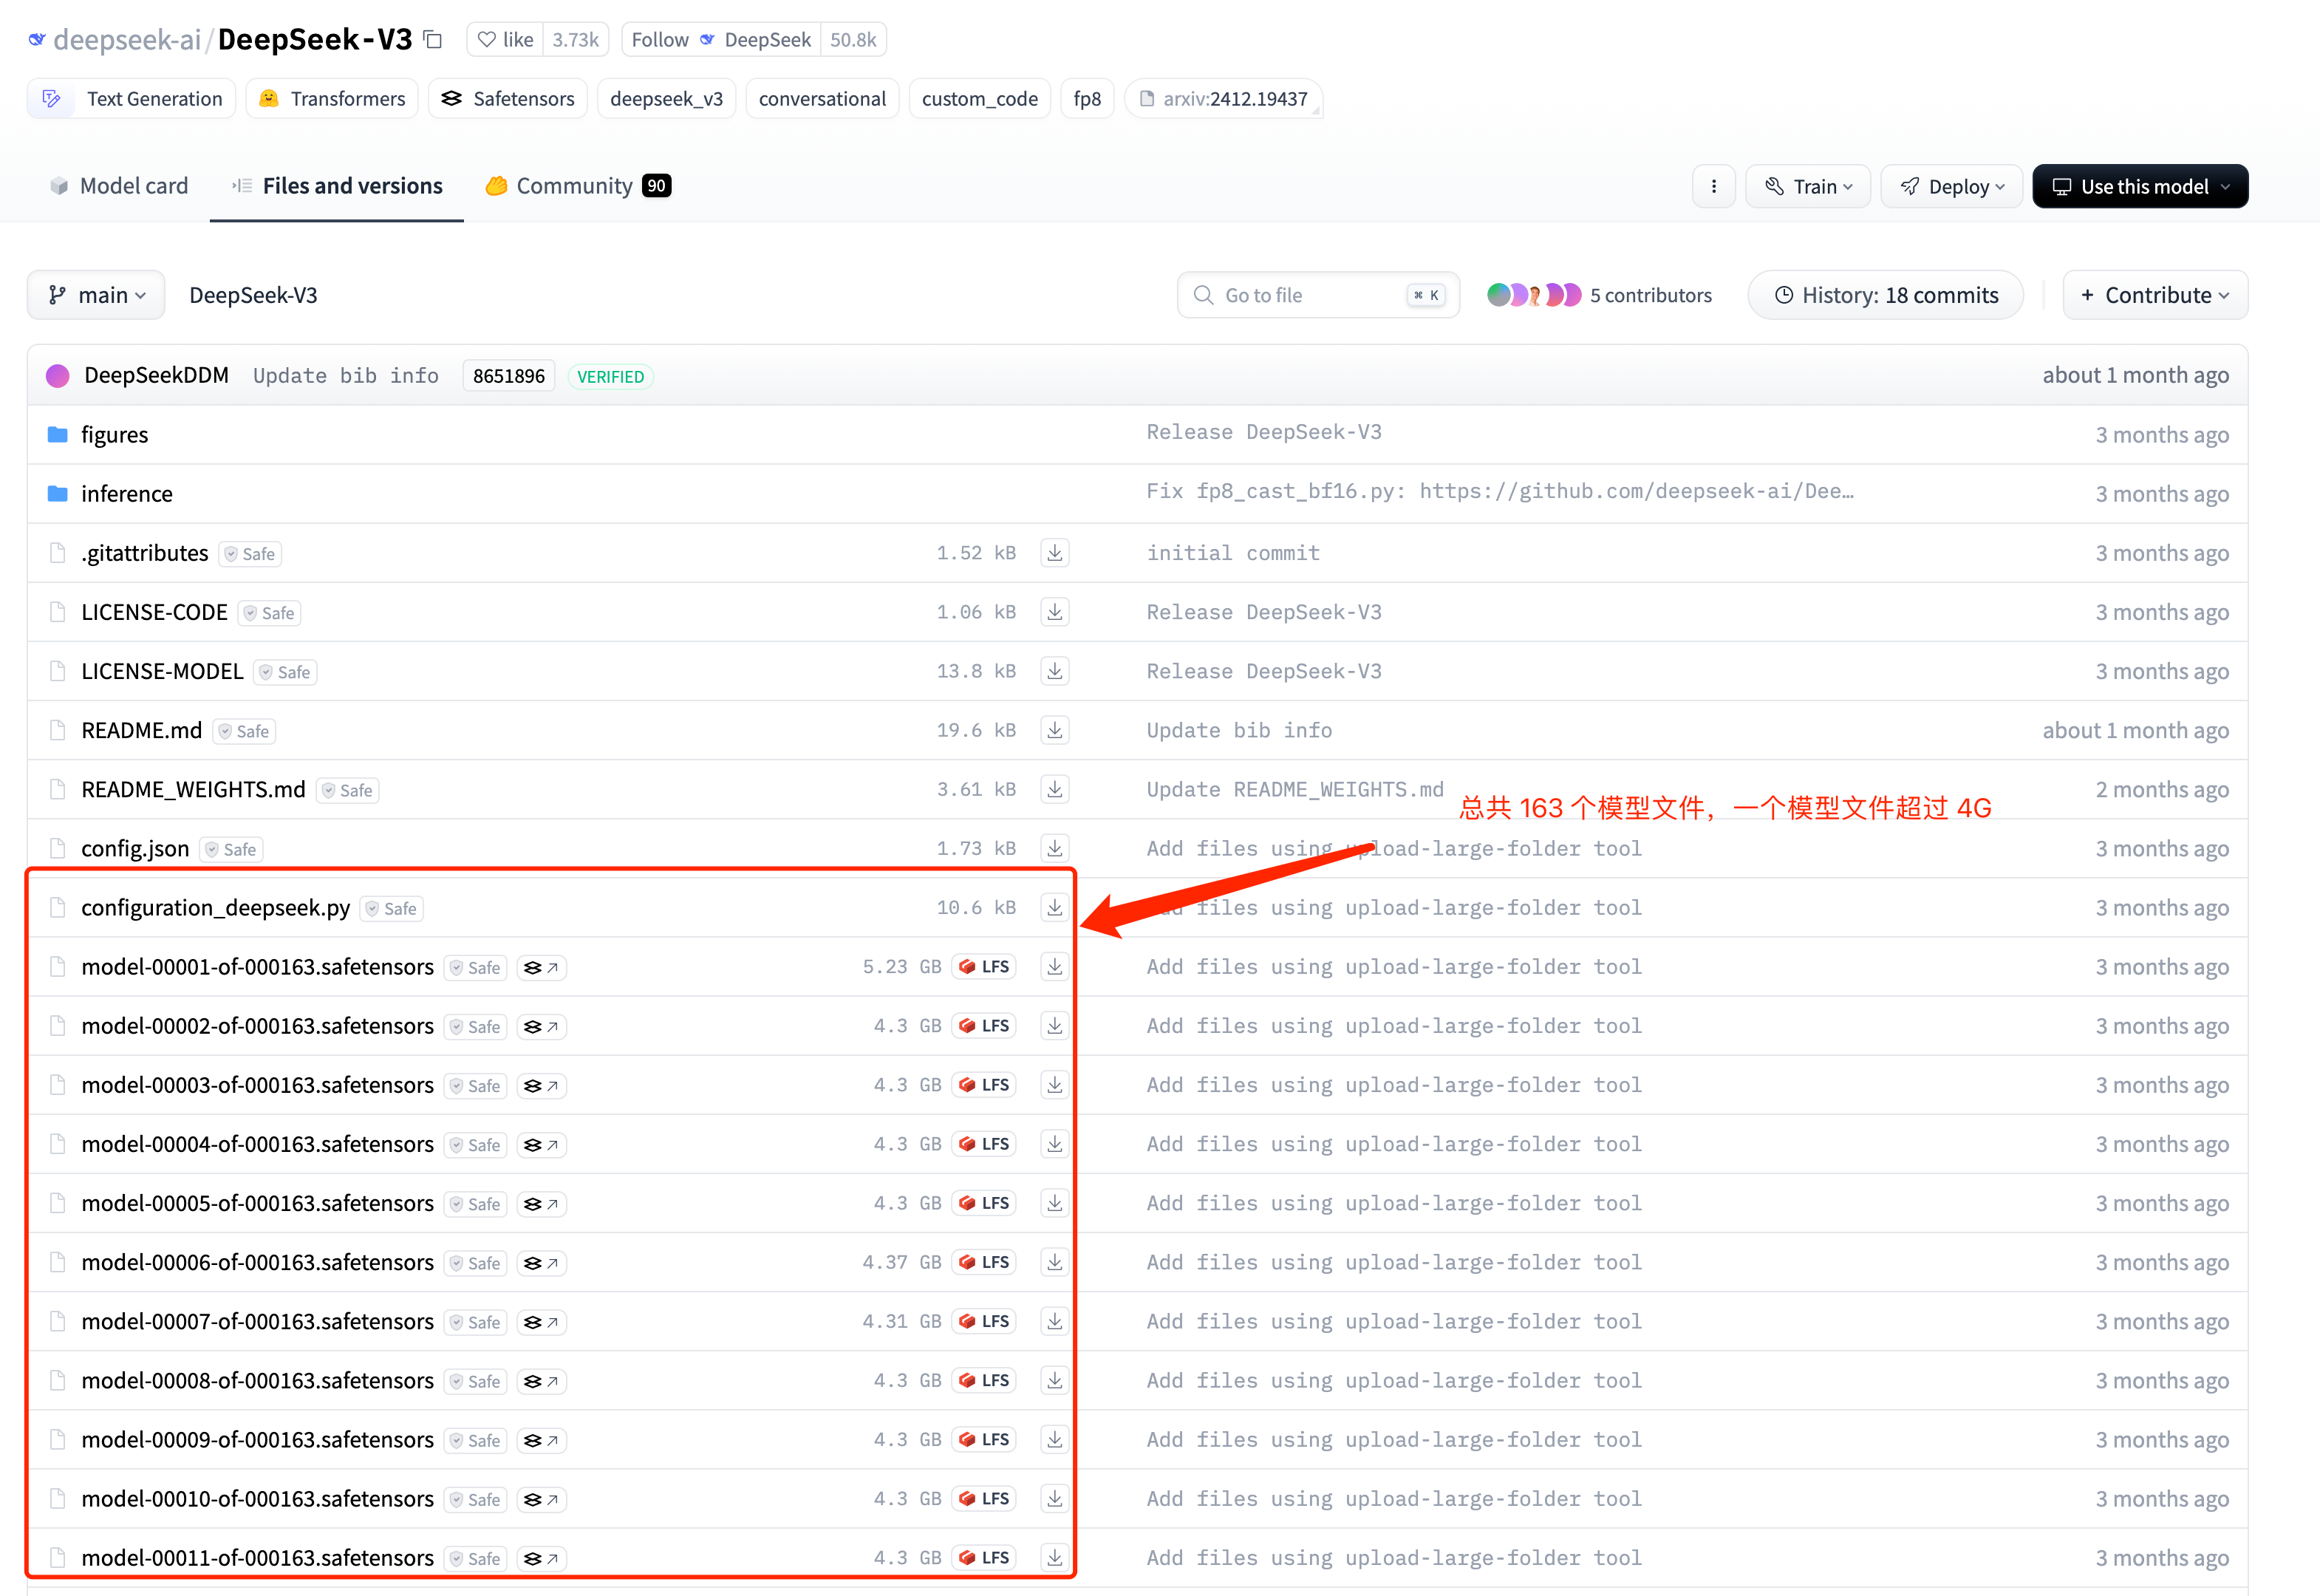 deepseek-ai/DeepSeek-V3 like 3.73k Follow DeepSeek 50.8k
Text Generation Transformers Safetensors deepseek_v3 conversational custom_code fp8 arxiv:2412.19437
Model card Files and versions Community 90 Train Deploy Use this model
main DeepSeek-V3 Go to file ⌘ K 5 contributors History: 18 commits + Contribute
DeepSeekDDM Update bib info 8651896 VERIFIED about 1 month ago
figures Release DeepSeek-V3 3 months ago
inference Fix fp8_cast_bf16.py: https://github.com/deepseek-ai/Dee… 3 months ago
.gitattributes Safe 1.52 kB initial commit 3 months ago
LICENSE-CODE Safe 1.06 kB Release DeepSeek-V3 3 months ago
LICENSE-MODEL Safe 13.8 kB Release DeepSeek-V3 3 months ago
README.md Safe 19.6 kB Update bib info about 1 month ago
README_WEIGHTS.md Safe 3.61 kB Update README_WEIGHTS.md 2 months ago
总共 163 个模型文件，一个模型文件超过 4G
config.json Safe 1.73 kB Add files using upload-large-folder tool 3 months ago
configuration_deepseek.py Safe 10.6 kB Add files using upload-large-folder tool 3 months ago
model-00001-of-000163.safetensors Safe 5.23 GB LFS Add files using upload-large-folder tool 3 months ago
model-00002-of-000163.safetensors Safe 4.3 GB LFS Add files using upload-large-folder tool 3 months ago
model-00003-of-000163.safetensors Safe 4.3 GB LFS Add files using upload-large-folder tool 3 months ago
model-00004-of-000163.safetensors Safe 4.3 GB LFS Add files using upload-large-folder tool 3 months ago
model-00005-of-000163.safetensors Safe 4.3 GB LFS Add files using upload-large-folder tool 3 months ago
model-00006-of-000163.safetensors Safe 4.37 GB LFS Add files using upload-large-folder tool 3 months ago
model-00007-of-000163.safetensors Safe 4.31 GB LFS Add files using upload-large-folder tool 3 months ago
model-00008-of-000163.safetensors Safe 4.3 GB LFS Add files using upload-large-folder tool 3 months ago
model-00009-of-000163.safetensors Safe 4.3 GB LFS Add files using upload-large-folder tool 3 months ago
model-00010-of-000163.safetensors Safe 4.3 GB LFS Add files using upload-large-folder tool 3 months ago
model-00011-of-000163.safetensors Safe 4.3 GB LFS Add files using upload-large-folder tool 3 months ago